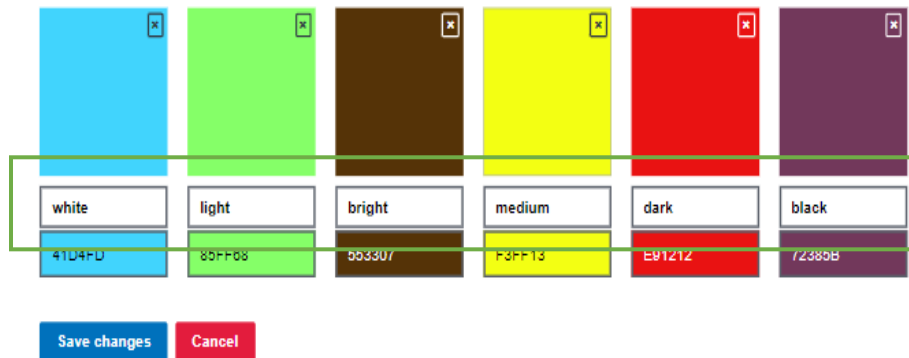 white light bright medium dark black
41D4FD 85FF68 553307 F3FF13 E91212 72385B
Save changes Cancel